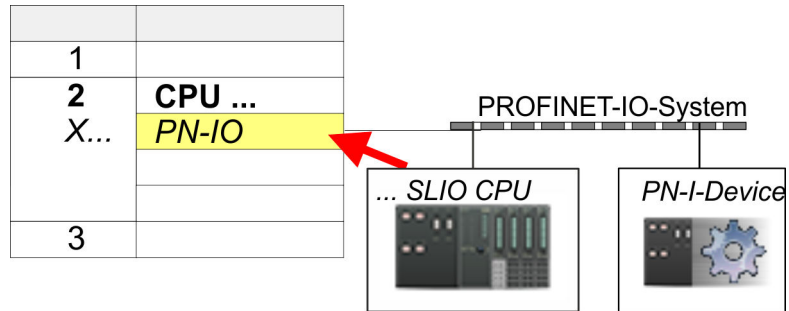 1
2 CPU ...
X... PN-IO
3
PROFINET-IO-System
... SLIO CPU
PN-I-Device